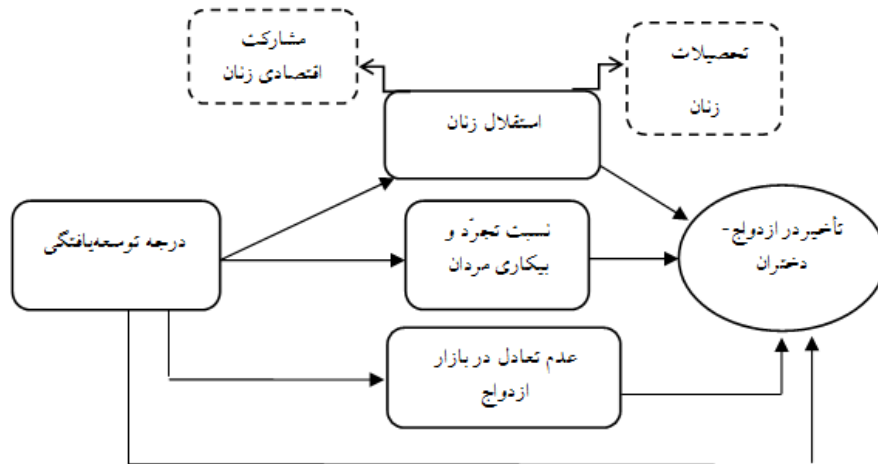 مشارکت
اقتصادی زنان
تحصیلات
زنان
استقلال زنان
درجه توسعه‌یافتگی
نسبت تجرّد و
بیکاری مردان
تأخیر در ازدواج-
دختران
عدم تعادل در بازار
ازدواج